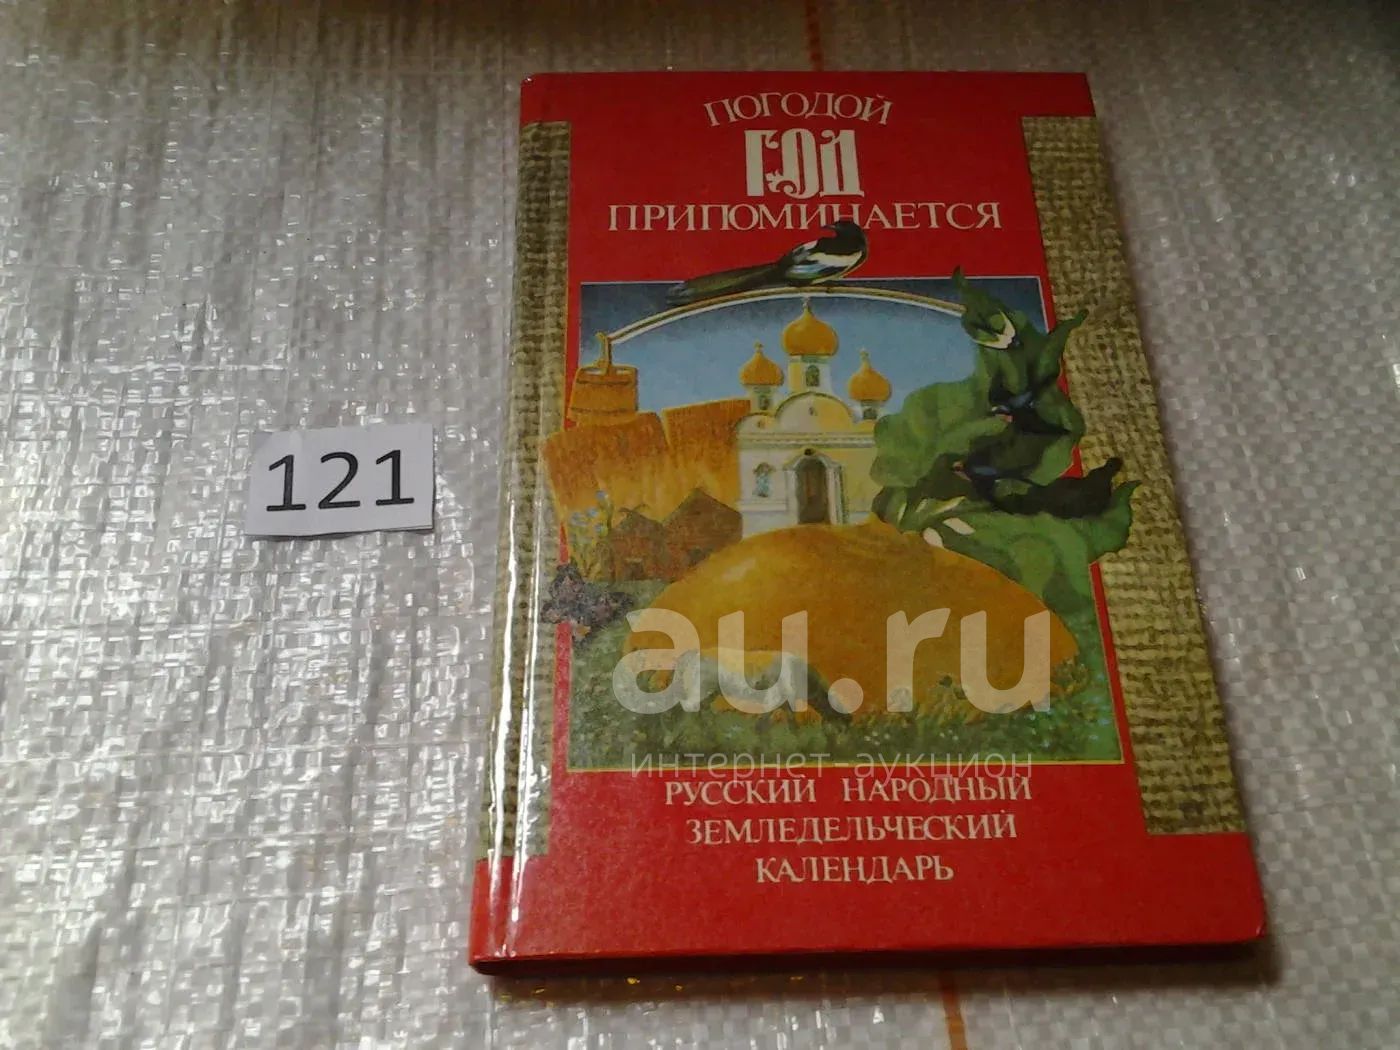 ПОГОДОЙ
ГОД
ПРИПОМИНАЕТСЯ
121
au.ru
интернет-аукцион
РУССКИЙ НАРОДНЫЙ
ЗЕМЛЕДЕЛЬЧЕСКИЙ
КАЛЕНДАРЬ